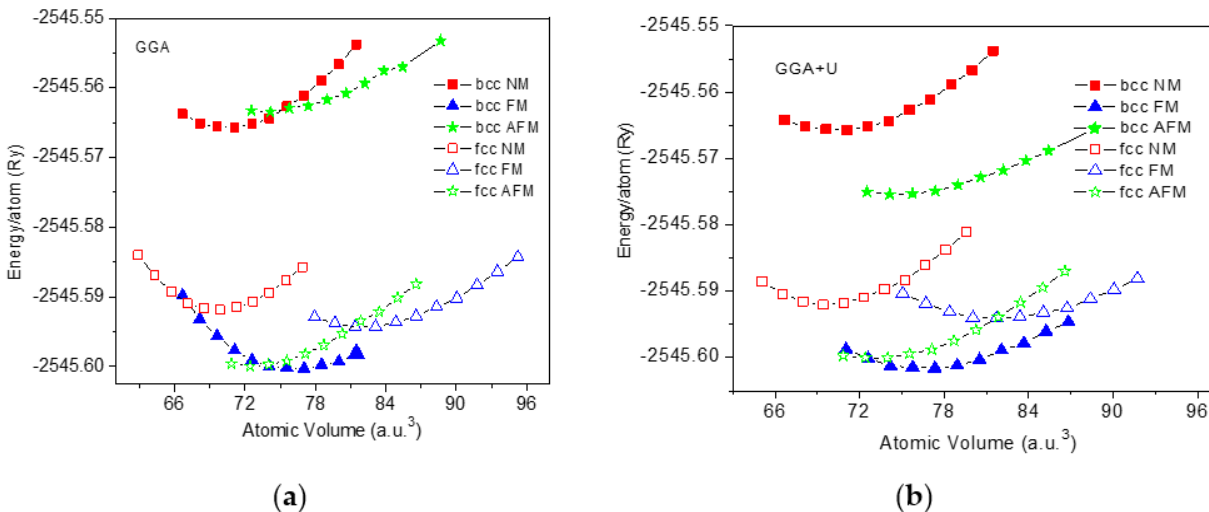 GGA
-2545.55
-2545.56
-2545.57
-2545.58
-2545.59
-2545.60
Energy/atom (Ry)
bcc NM
bcc FM
bcc AFM
fcc NM
fcc FM
fcc AFM
66 72 78 84 90 96
Atomic Volume (a.u.³)
(a)
GGA+U
-2545.55
-2545.56
-2545.57
-2545.58
-2545.59
-2545.60
Energy/atom (Ry)
bcc NM
bcc FM
bcc AFM
fcc NM
fcc FM
fcc AFM
66 72 78 84 90 96
Atomic Volume (a.u.³)
(b)